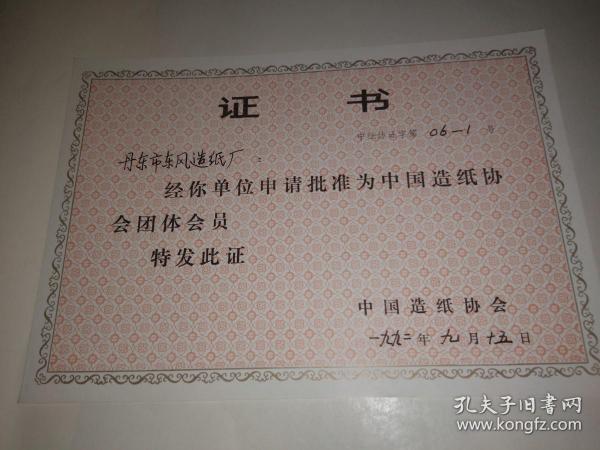 证 书
中纸协证字第 06-1 号
丹东市东风造纸厂：
经你单位申请批准为中国造纸协
会团体会员
特发此证
中国造纸协会
一九九二年九月十五日
孔夫子旧书网
www.kongfz.com